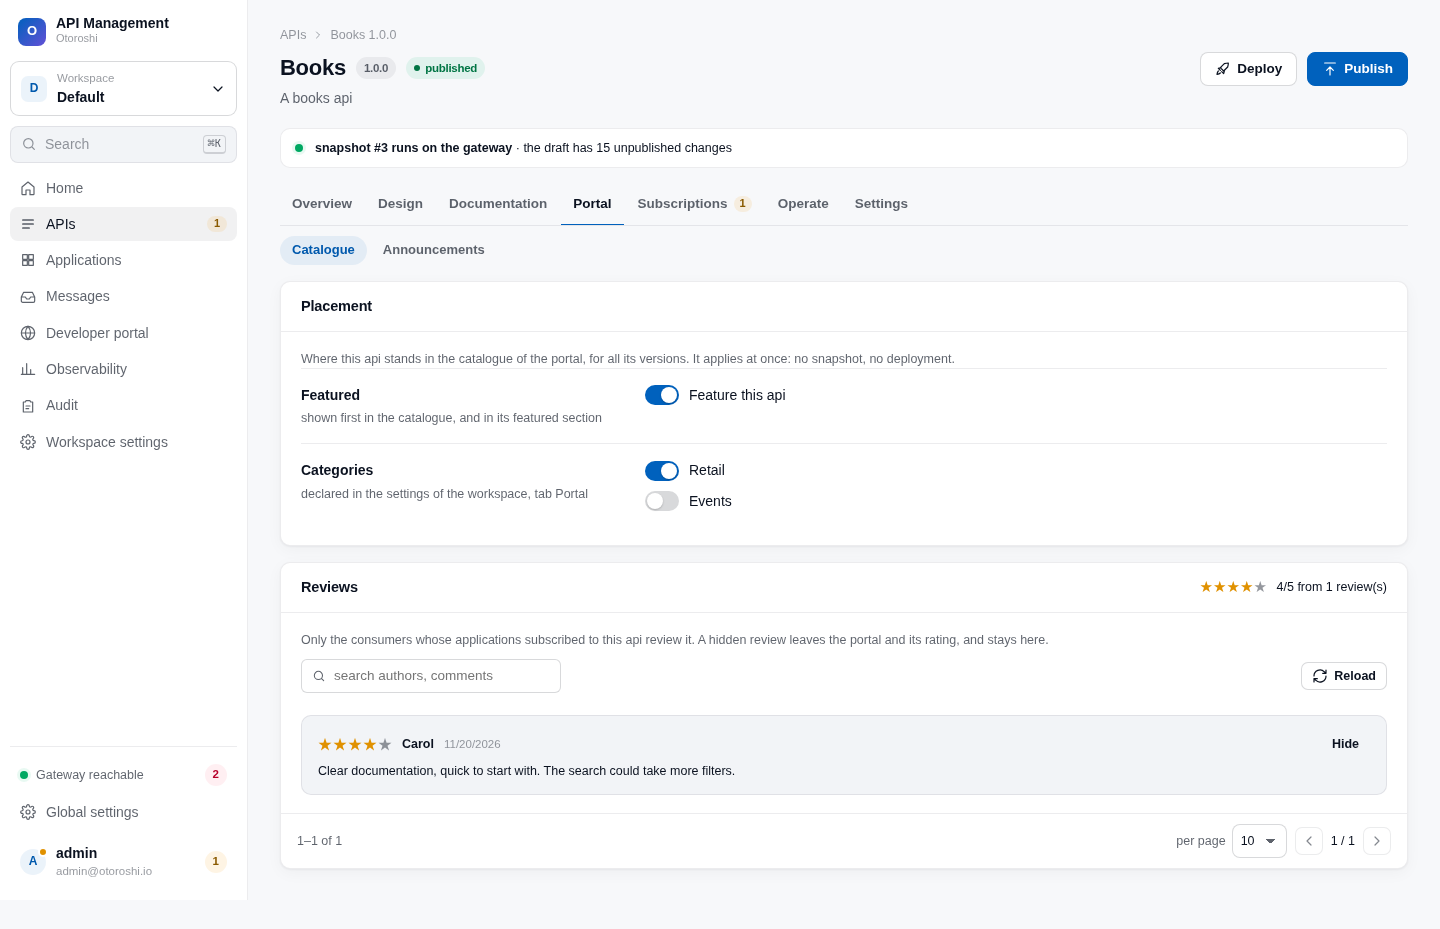 O
API Management
Otoroshi
D
Workspace
Default
Search
⌘K
Home
APIs
1
Applications
Messages
Developer portal
Observability
Audit
Workspace settings
Gateway reachable
2
Global settings
A
admin
admin@otoroshi.io
1
APIs
Books 1.0.0
Books
1.0.0
published
A books api
Deploy
Publish
snapshot #3 runs on the gateway · the draft has 15 unpublished changes
Overview
Design
Documentation
Portal
Subscriptions
1
Operate
Settings
Catalogue
Announcements
Placement
Where this api stands in the catalogue of the portal, for all its versions. It applies at once: no snapshot, no deployment.
Featured
shown first in the catalogue, and in its featured section
Feature this api
Categories
declared in the settings of the workspace, tab Portal
Retail
Events
Reviews
★★★★★ 4/5 from 1 review(s)
Only the consumers whose applications subscribed to this api review it. A hidden review leaves the portal and its rating, and stays here.
search authors, comments
Reload
★★★★★ Carol 11/20/2026
Hide
Clear documentation, quick to start with. The search could take more filters.
1–1 of 1
per page
10
1 / 1